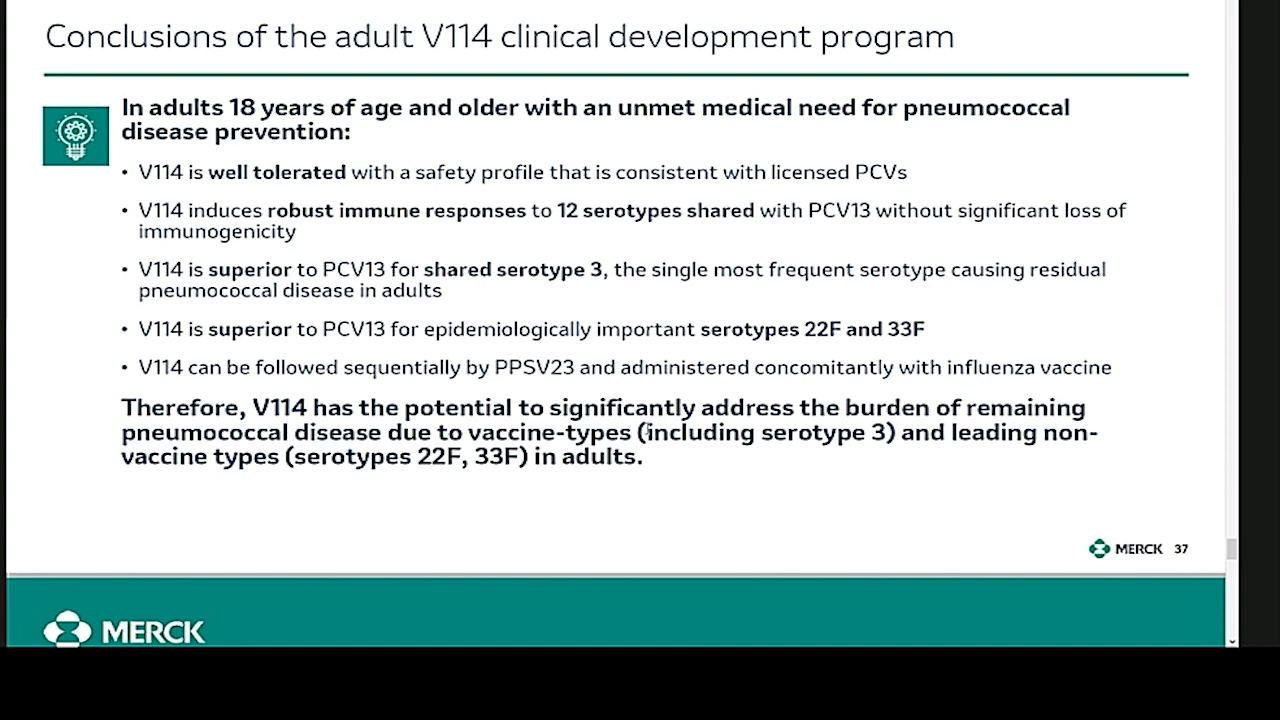 Conclusions of the adult V114 clinical development program
In adults 18 years of age and older with an unmet medical need for pneumococcal
disease prevention:
• V114 is well tolerated with a safety profile that is consistent with licensed PCVs
• V114 induces robust immune responses to 12 serotypes shared with PCV13 without significant loss of
immunogenicity
• V114 is superior to PCV13 for shared serotype 3, the single most frequent serotype causing residual
pneumococcal disease in adults
• V114 is superior to PCV13 for epidemiologically important serotypes 22F and 33F
• V114 can be followed sequentially by PPSV23 and administered concomitantly with influenza vaccine
Therefore, V114 has the potential to significantly address the burden of remaining
pneumococcal disease due to vaccine-types (including serotype 3) and leading non-
vaccine types (serotypes 22F, 33F) in adults.
MERCK 37
MERCK